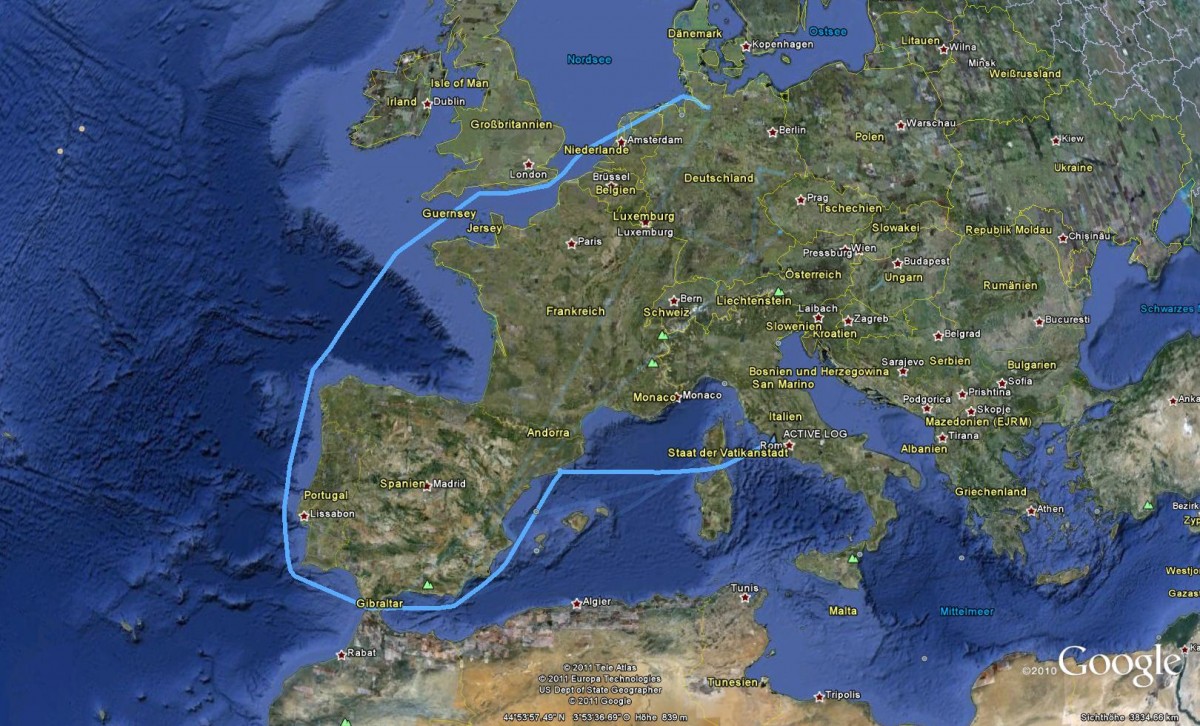 Dänemark
Kopenhagen
Ostsee
Litauen
Wilna
Nordsee
Minsk
Weißrussland
Isle of Man
Irland
Dublin
Großbritannien
Warschau
Berlin
Polen
Amsterdam
Kiew
Niederlande
London
Brüssel
Belgien
Deutschland
Ukraine
Prag
Tschechien
Guernsey
Luxemburg
Luxemburg
Jersey
Slowakei
Republik Moldau
Chişinău
Paris
Pressburg
Wien
Budapest
Österreich
Ungarn
Rumänien
Bern
Liechtenstein
Frankreich
Schweiz
Laibach
Zagreb
Slowenien
Kroatien
Bucuresti
Schwarzes
Belgrad
Sarajevo
Serbien
Bulgarien
Bosnien und Herzegowina
San Marino
Sofia
Prishtina
Monaco
Monaco
Podgorica
Skopje
Anka
Italien
Mazedonien (EJRM)
Andorra
ACTIVE LOG
Tirana
Rom
Albanien
Staat der Vatikanstadt
Spanien
Madrid
Portugal
Griechenland
Lissabon
Athen
Bezirk
Zyp
Westjo
Gazast
Gibraltar
Algier
Tunis
Malta
Mittelmeer
Rabat
Tunesien
Tripolis
Ka
© 2011 Tele Atlas
© 2011 Europa Technologies
US Dept of State Geographer
© 2011 Google
©2010 Google
44°53'57.49" N 3°53'36.69" O Höhe 839 m
Sichthöhe 3834.66 km